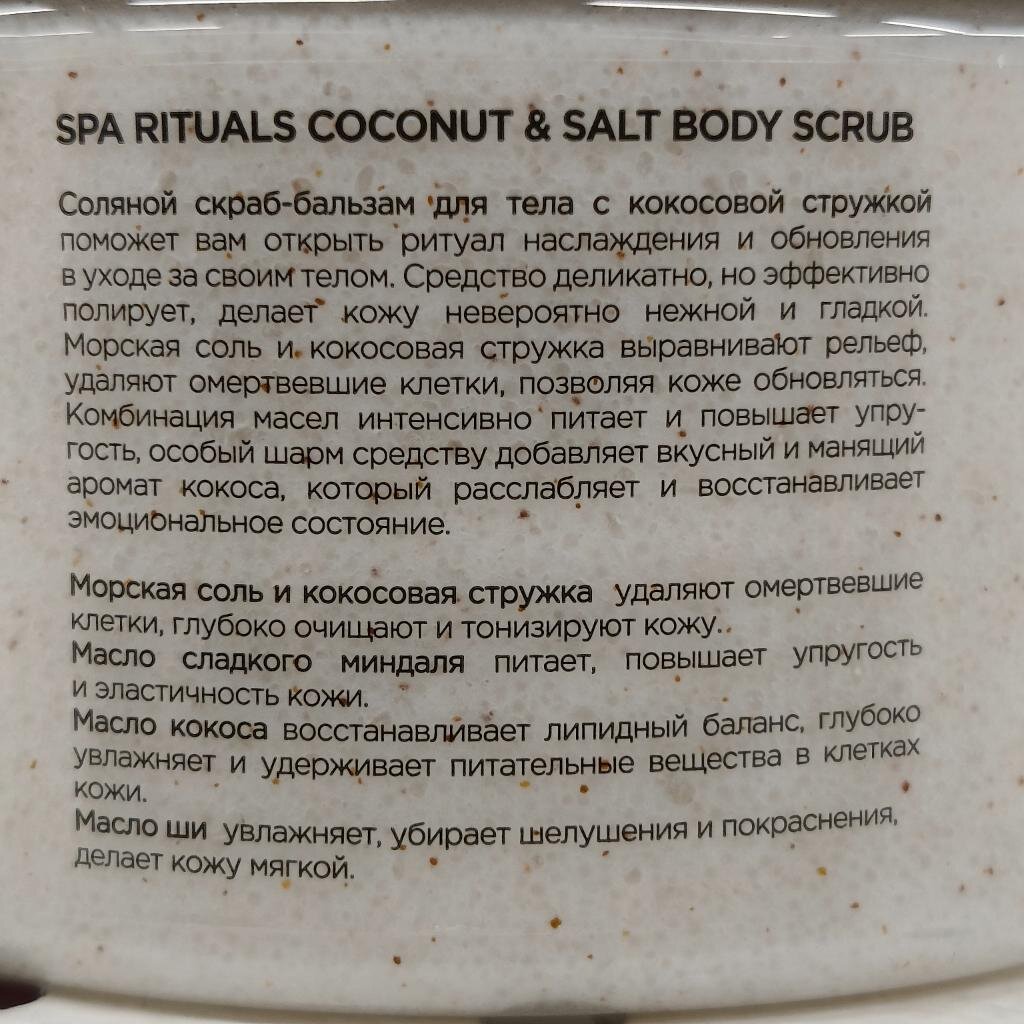 SPA RITUALS COCONUT & SALT BODY SCRUB
Соляной скраб-бальзам для тела с кокосовой стружкой
поможет вам открыть ритуал наслаждения и обновления
в уходе за своим телом. Средство деликатно, но эффективно
полирует, делает кожу невероятно нежной и гладкой.
Морская соль и кокосовая стружка выравнивают рельеф,
удаляют омертвевшие клетки, позволяя коже обновляться.
Комбинация масел интенсивно питает и повышает упру-
гость, особый шарм средству добавляет вкусный и манящий
аромат кокоса, который расслабляет и восстанавливает
эмоциональное состояние.
Морская соль и кокосовая стружка удаляют омертвевшие
клетки, глубоко очищают и тонизируют кожу..
Масло сладкого миндаля питает, повышает упругость
и эластичность кожи.
Масло кокоса восстанавливает липидный баланс, глубоко
увлажняет и удерживает питательные вещества в клетках
кожи.
Масло ши увлажняет, убирает шелушения и покраснения,
делает кожу мягкой.